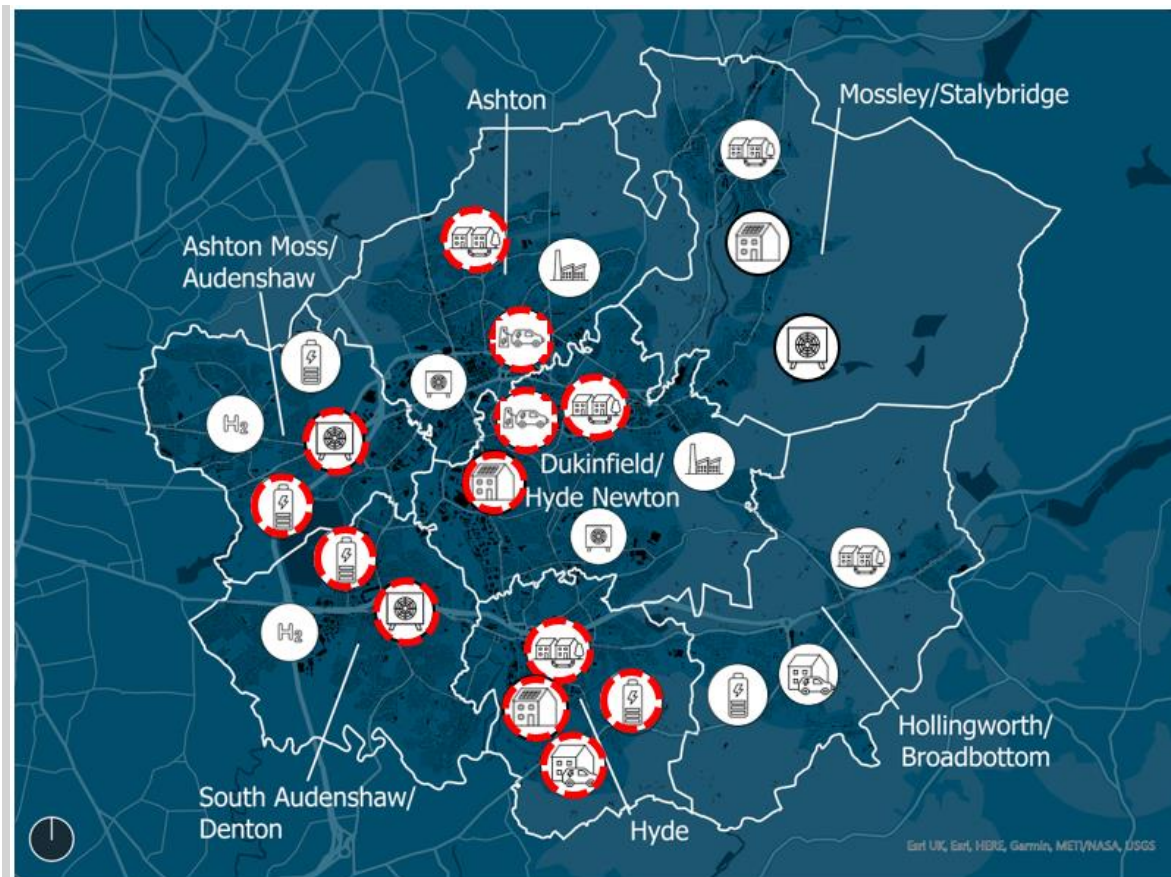 Ashton
Mossley/Stalybridge
Ashton Moss/
Audenshaw
H₂
Dukinfield/
Hyde Newton
H₂
Hollingworth/
Broadbottom
South Audenshaw/
Denton
Hyde
Esri UK, Esri, HERE, Garmin, METI/NASA, USGS